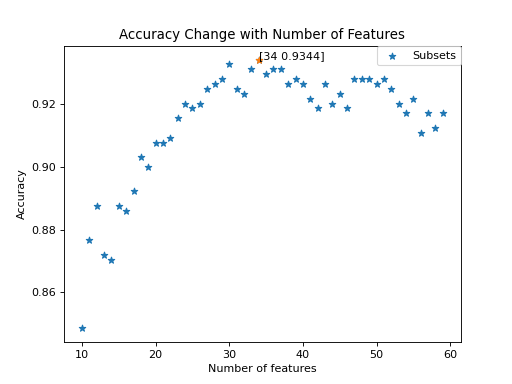 Accuracy Change with Number of Features
[34 0.9344]
Subsets
0.92
0.90
0.88
0.86
Accuracy
10 20 30 40 50 60
Number of features